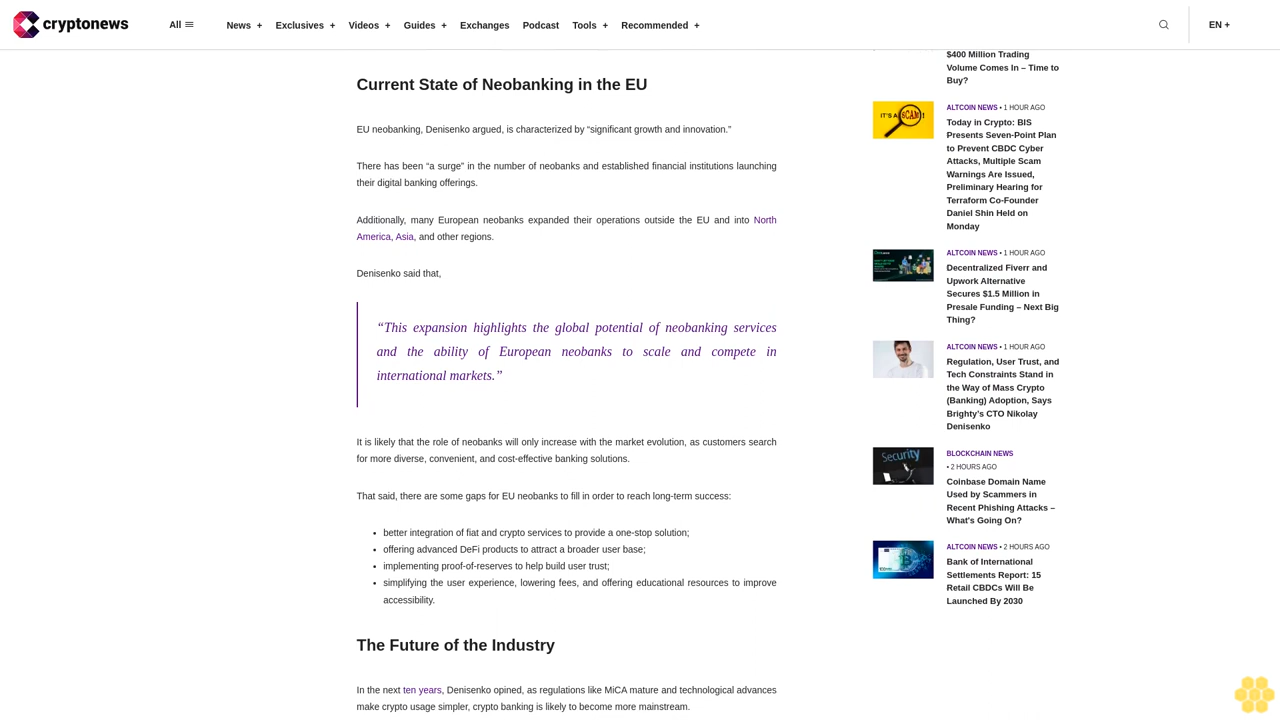 cryptonews
All
News +
Exclusives +
Videos +
Guides +
Exchanges
Podcast
Tools +
Recommended +
EN +
Current State of Neobanking in the EU
EU neobanking, Denisenko argued, is characterized by “significant growth and innovation.”
There has been “a surge” in the number of neobanks and established financial institutions launching
their digital banking offerings.
Additionally, many European neobanks expanded their operations outside the EU and into North
America, Asia, and other regions.
Denisenko said that,
“This expansion highlights the global potential of neobanking services
and the ability of European neobanks to scale and compete in
international markets.”
It is likely that the role of neobanks will only increase with the market evolution, as customers search
for more diverse, convenient, and cost-effective banking solutions.
That said, there are some gaps for EU neobanks to fill in order to reach long-term success:
• better integration of fiat and crypto services to provide a one-stop solution;
• offering advanced DeFi products to attract a broader user base;
• implementing proof-of-reserves to help build user trust;
• simplifying the user experience, lowering fees, and offering educational resources to improve
accessibility.
The Future of the Industry
In the next ten years, Denisenko opined, as regulations like MiCA mature and technological advances
make crypto usage simpler, crypto banking is likely to become more mainstream.
$400 Million Trading
Volume Comes In – Time to
Buy?
IT'S A SCAM!
ALTCOIN NEWS • 1 HOUR AGO
Today in Crypto: BIS
Presents Seven-Point Plan
to Prevent CBDC Cyber
Attacks, Multiple Scam
Warnings Are Issued,
Preliminary Hearing for
Terraform Co-Founder
Daniel Shin Held on
Monday
ALTCOIN NEWS • 1 HOUR AGO
Decentralized Fiverr and
Upwork Alternative
Secures $1.5 Million in
Presale Funding – Next Big
Thing?
ALTCOIN NEWS • 1 HOUR AGO
Regulation, User Trust, and
Tech Constraints Stand in
the Way of Mass Crypto
(Banking) Adoption, Says
Brighty's CTO Nikolay
Denisenko
Security
BLOCKCHAIN NEWS
• 2 HOURS AGO
Coinbase Domain Name
Used by Scammers in
Recent Phishing Attacks –
What's Going On?
ALTCOIN NEWS • 2 HOURS AGO
Bank of International
Settlements Report: 15
Retail CBDCs Will Be
Launched By 2030